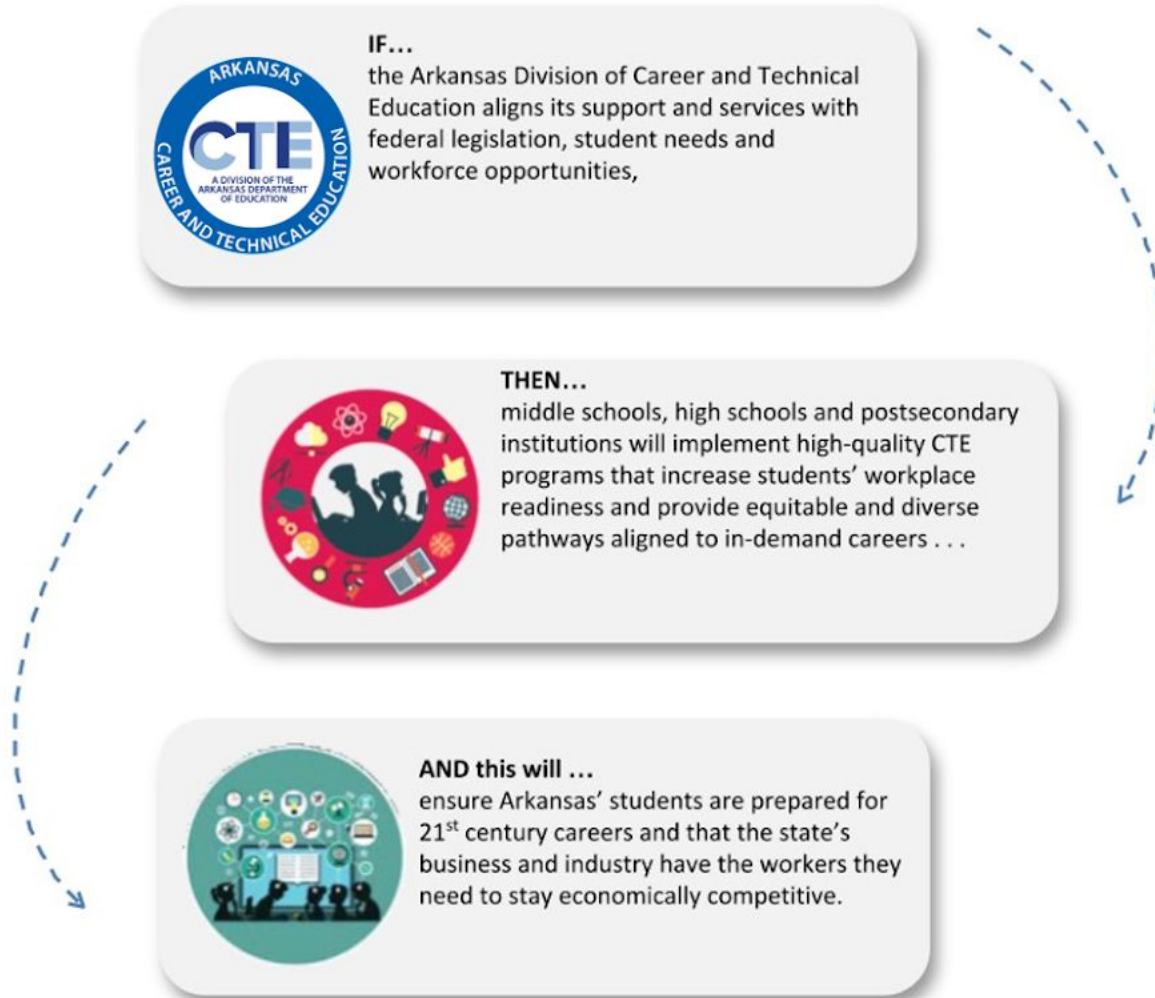 IF...
the Arkansas Division of Career and Technical
Education aligns its support and services with
federal legislation, student needs and
workforce opportunities,
ARKANSAS
CTE
A DIVISION OF THE
ARKANSAS DEPARTMENT
OF EDUCATION
CAREER AND TECHNICAL EDUCATION
THEN...
middle schools, high schools and postsecondary
institutions will implement high-quality CTE
programs that increase students’ workplace
readiness and provide equitable and diverse
pathways aligned to in-demand careers . . .
AND this will ...
ensure Arkansas’ students are prepared for
21st century careers and that the state’s
business and industry have the workers they
need to stay economically competitive.